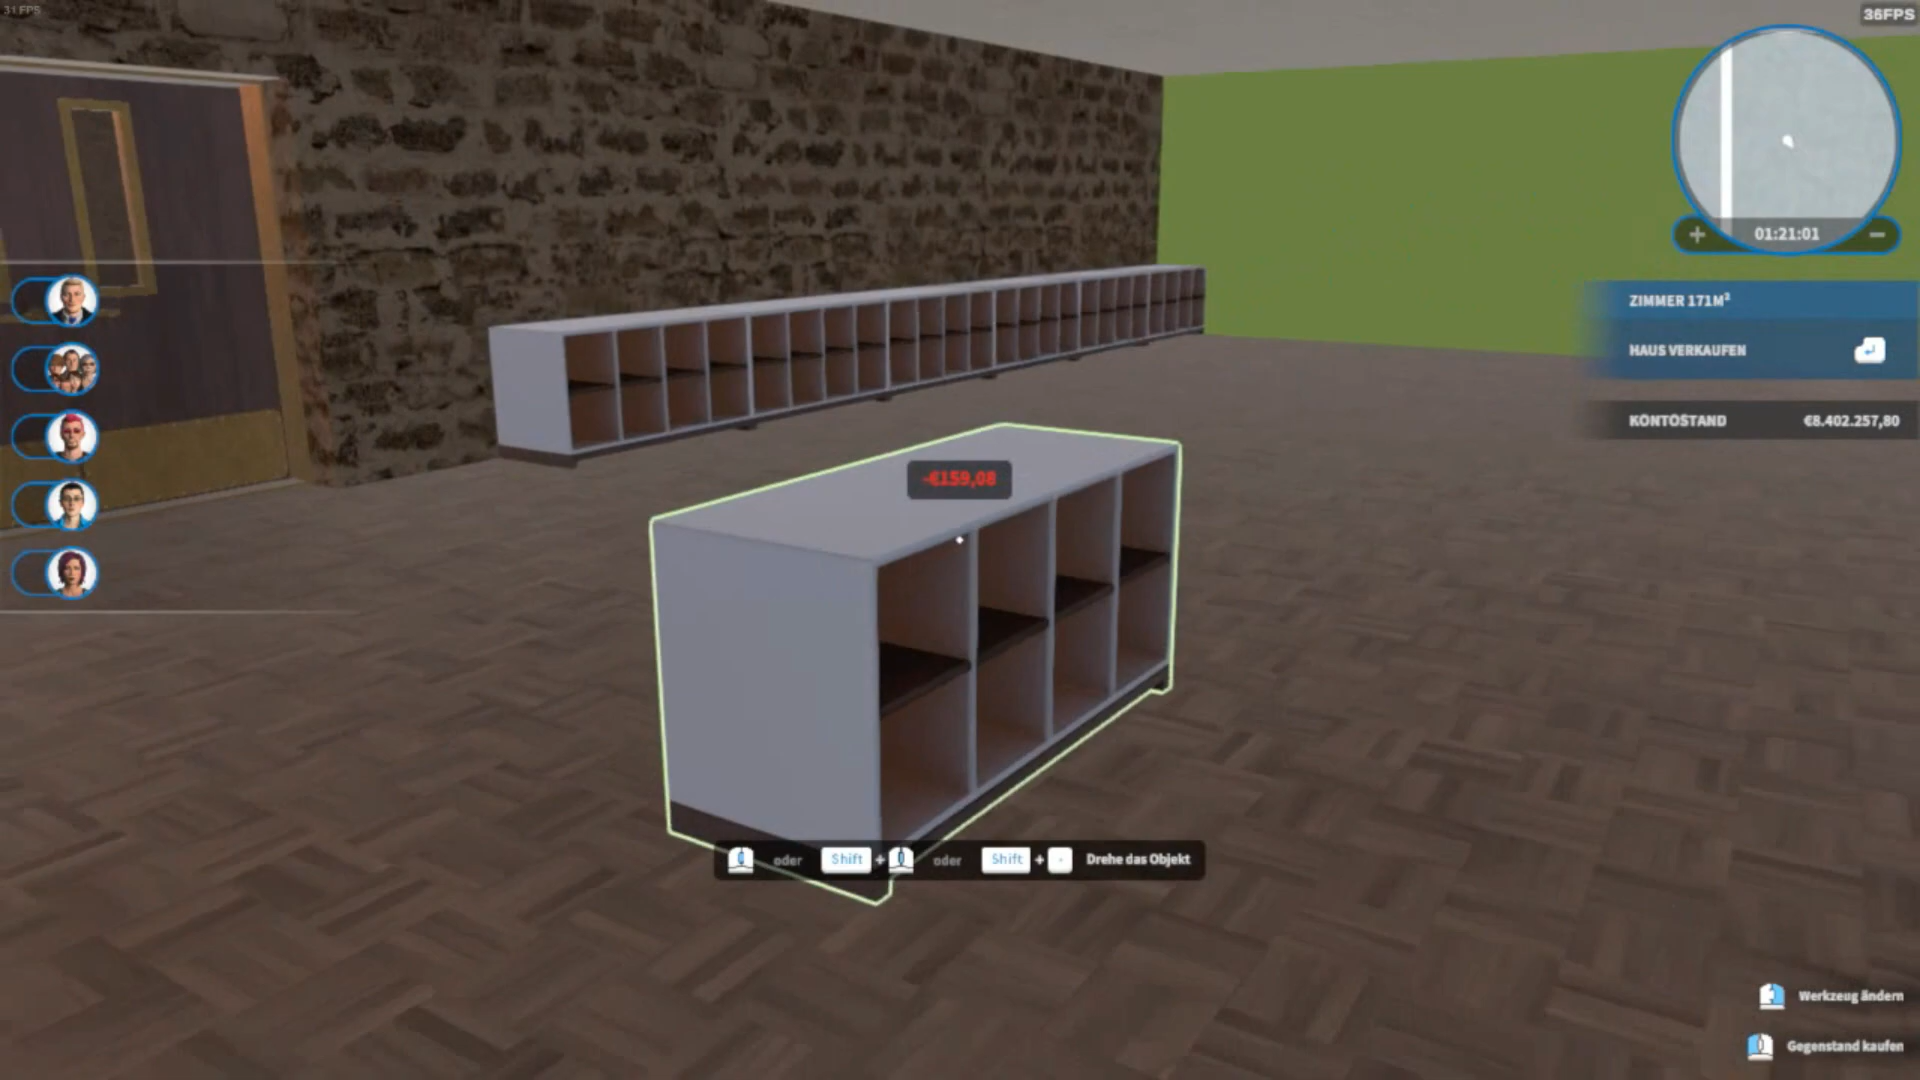 31 FPS
36FPS
01:21:01
ZIMMER 171M²
HAUS VERKAUFEN
KONTOSTAND €8.402.257,80
-€159,08
oder Shift + oder Shift + - Drehe das Objekt
Werkzeug ändern
Gegenstand kaufen